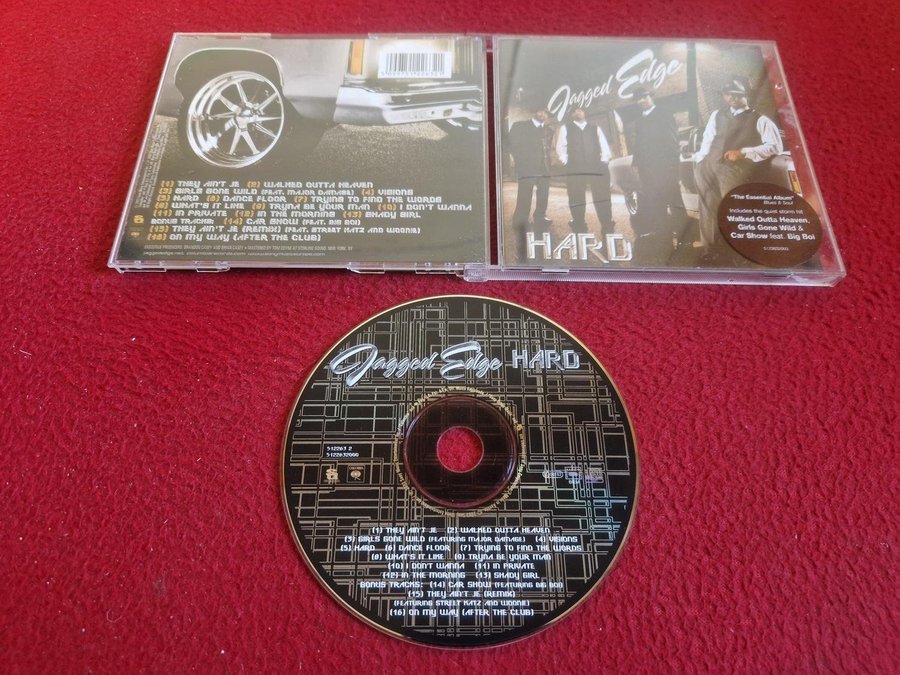 (1) THEY AIN'T JE (2) WALKED OUTTA HEAVEN
(3) GIRLS GONE WILD (FEAT. MAJOR DAMAGE) (4) VISIONS
(5) HARD (6) DANCE FLOOR (7) TRYING TO FIND THE WORDS
(8) WHAT'S IT LIKE (9) TRYNA BE YOUR MAN (10) I DON'T WANNA
(11) IN PRIVATE (12) IN THE MORNING (13) SHADY GIRL
BONUS TRACKS: (14) CAR SHOW (FEAT. BIG BOI)
(15) THEY AIN'T JE (REMIX) (FEAT. STREET KATZ AND WOONIE)
(16) ON MY WAY (AFTER THE CLUB)
Jagged Edge
HARD
"The Essential Album"
Blues & Soul
Includes the quiet storm hit
Walked Outta Heaven,
Girls Gone Wild &
Car Show feat. Big Boi
Jagged Edge HARD
512263 2
5122632000
(1) THEY AIN'T JE (2) WALKED OUTTA HEAVEN
(3) GIRLS GONE WILD (FEATURING MAJOR DAMAGE) (4) VISIONS
(5) HARD (6) DANCE FLOOR (7) TRYING TO FIND THE WORDS
(8) WHAT'S IT LIKE (9) TRYNA BE YOUR MAN
(10) I DON'T WANNA (11) IN PRIVATE
(12) IN THE MORNING (13) SHADY GIRL
BONUS TRACKS: (14) CAR SHOW (FEATURING BIG BOI)
(15) THEY AIN'T JE (REMIX)
(FEATURING STREET KATZ AND WOONIE)
(16) ON MY WAY (AFTER THE CLUB)